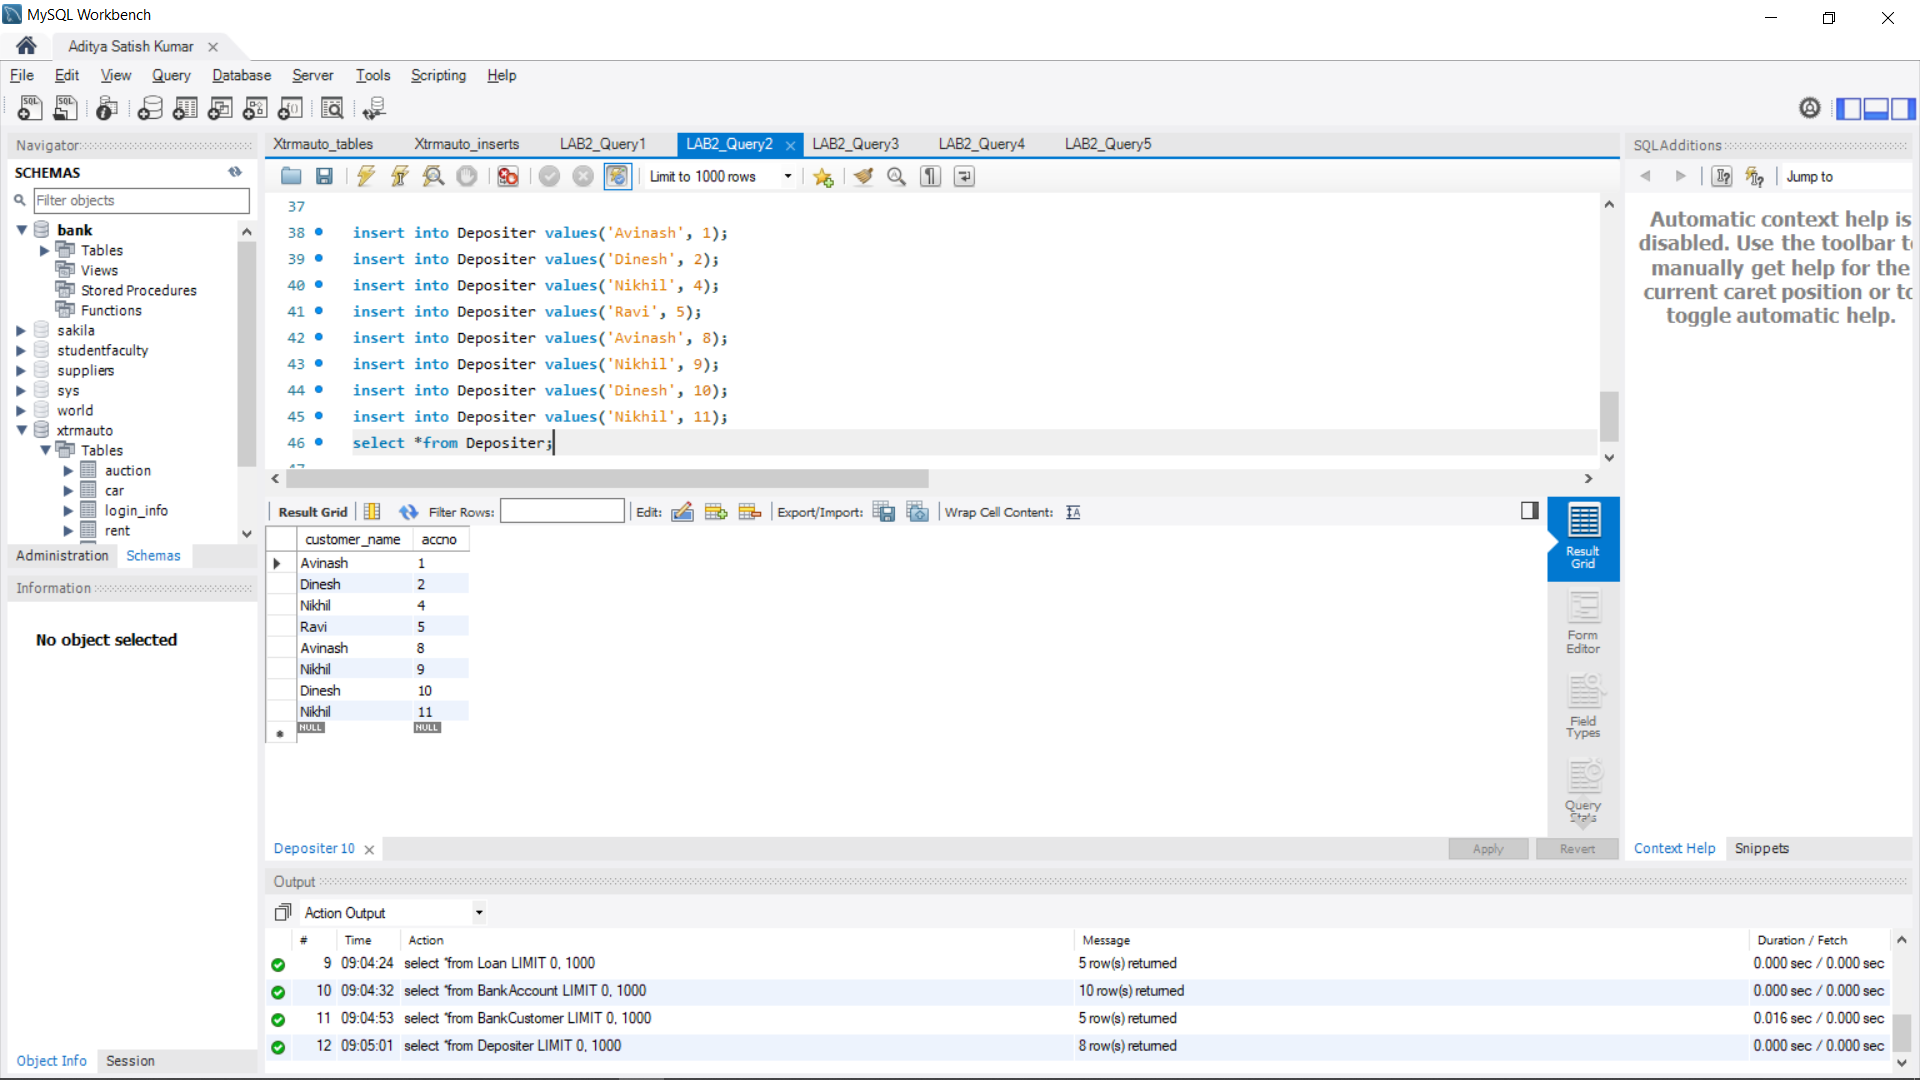 MySQL Workbench
Aditya Satish Kumar
File Edit View Query Database Server Tools Scripting Help
Navigator
SCHEMAS
Filter objects
bank
Tables
Views
Stored Procedures
Functions
sakila
studentfaculty
suppliers
sys
world
xtrmauto
Tables
auction
car
login_info
rent
Administration Schemas
Information
No object selected
Object Info Session
Xtrmauto_tables Xtrmauto_inserts LAB2_Query1 LAB2_Query2 LAB2_Query3 LAB2_Query4 LAB2_Query5
Limit to 1000 rows
37
38 insert into Depositer values('Avinash', 1);
39 insert into Depositer values('Dinesh', 2);
40 insert into Depositer values('Nikhil', 4);
41 insert into Depositer values('Ravi', 5);
42 insert into Depositer values('Avinash', 8);
43 insert into Depositer values('Nikhil', 9);
44 insert into Depositer values('Dinesh', 10);
45 insert into Depositer values('Nikhil', 11);
46 select *from Depositer;
47
Result Grid Filter Rows: Edit: Export/Import: Wrap Cell Content:
customer_name accno
Avinash 1
Dinesh 2
Nikhil 4
Ravi 5
Avinash 8
Nikhil 9
Dinesh 10
Nikhil 11
NULL NULL
Result
Grid
Form
Editor
Field
Types
Query
Stats
Depositer 10
Apply Revert
SQLAdditions
Jump to
Automatic context help is
disabled. Use the toolbar t
manually get help for the
current caret position or to
toggle automatic help.
Context Help Snippets
Output
Action Output
# Time Action Message Duration / Fetch
9 09:04:24 select *from Loan LIMIT 0, 1000 5 row(s) returned 0.000 sec / 0.000 sec
10 09:04:32 select *from BankAccount LIMIT 0, 1000 10 row(s) returned 0.000 sec / 0.000 sec
11 09:04:53 select *from BankCustomer LIMIT 0, 1000 5 row(s) returned 0.016 sec / 0.000 sec
12 09:05:01 select *from Depositer LIMIT 0, 1000 8 row(s) returned 0.000 sec / 0.000 sec